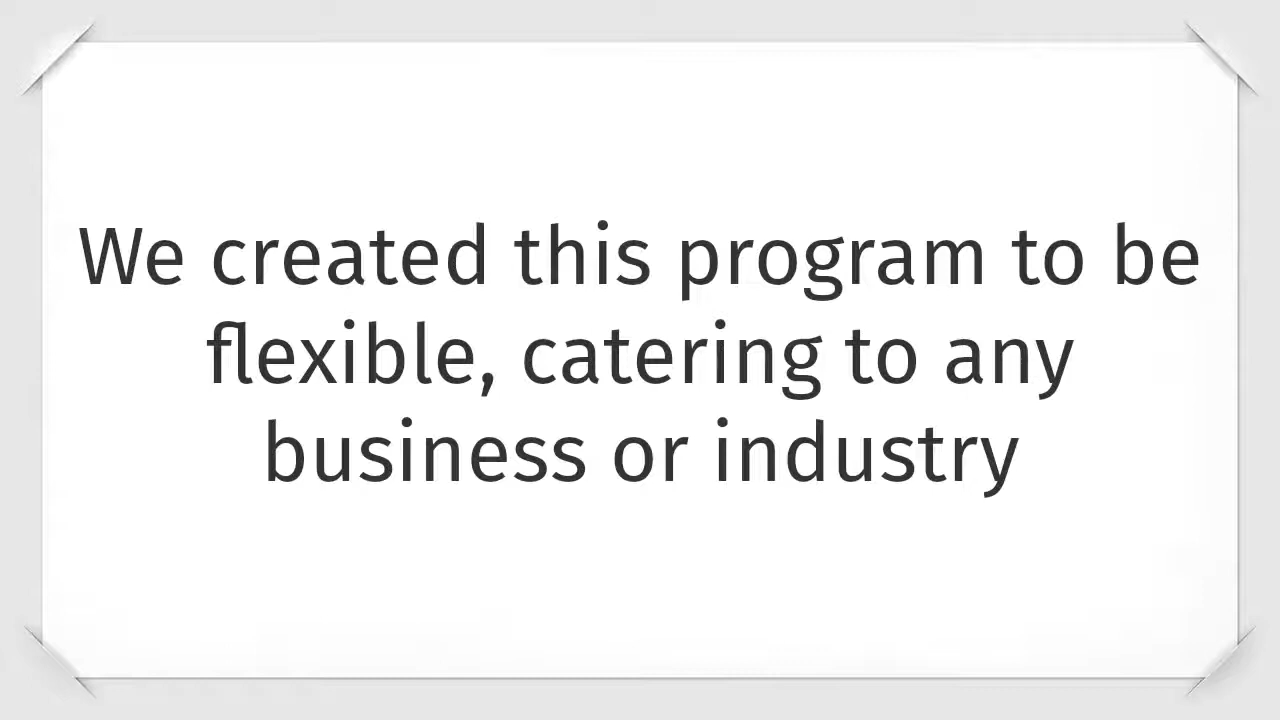 We created this program to be
flexible, catering to any
business or industry